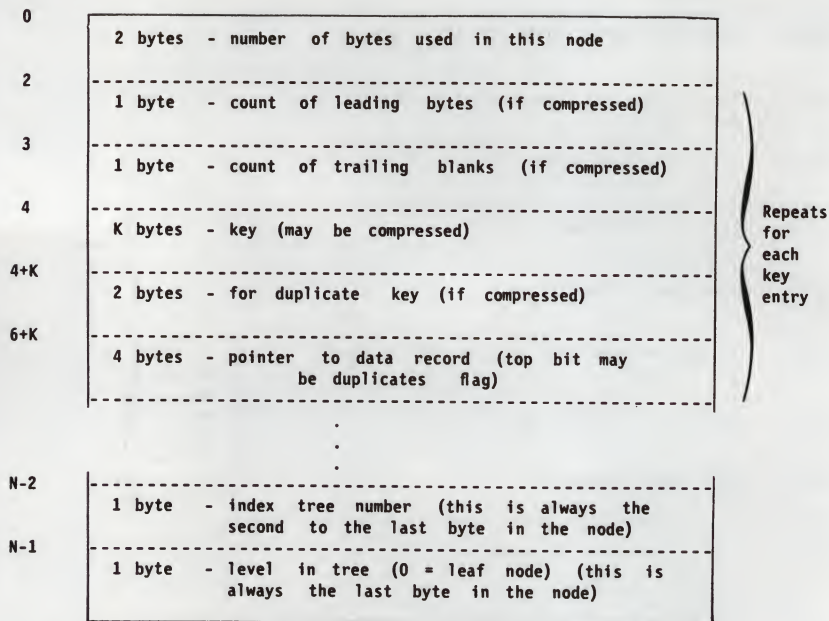 0
2 bytes - number of bytes used in this node
2
1 byte - count of leading bytes (if compressed)
3
1 byte - count of trailing blanks (if compressed)
4
K bytes - key (may be compressed)
4+K
2 bytes - for duplicate key (if compressed)
6+K
4 bytes - pointer to data record (top bit may
be duplicates flag)
Repeats
for
each
key
entry
.
.
.
N-2
1 byte - index tree number (this is always the
second to the last byte in the node)
N-1
1 byte - level in tree (0 = leaf node) (this is
always the last byte in the node)